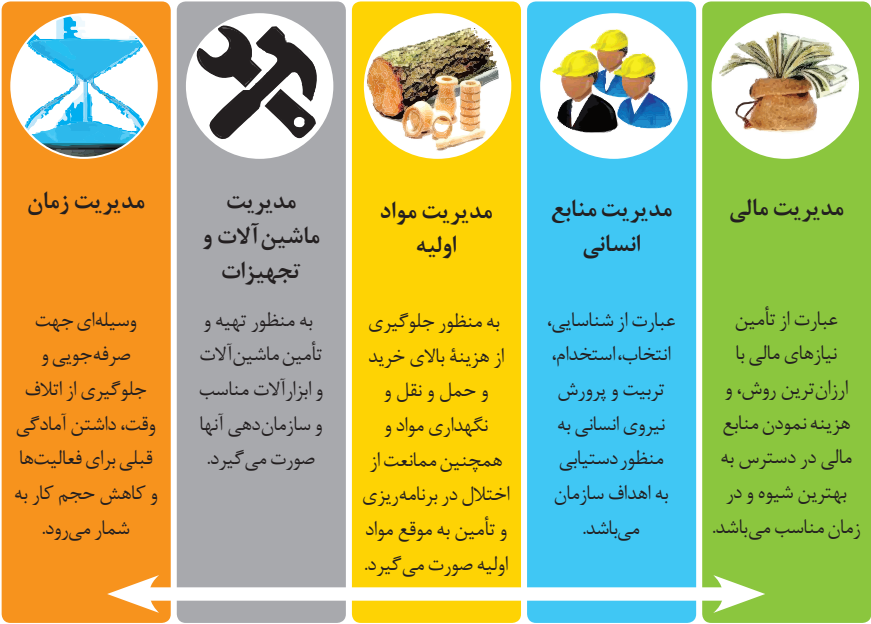 مدیریت مالی
عبارت از تأمین
نیازهای مالی با
ارزان‌ترین روش، و
هزینه نمودن منابع
مالی در دسترس به
بهترین شیوه و در
زمان مناسب می‌باشد.
مدیریت منابع
انسانی
عبارت از شناسایی،
انتخاب، استخدام،
تربیت و پرورش
نیروی انسانی به
منظور دستیابی
به اهداف سازمان
می‌باشد.
مدیریت مواد
اولیه
به منظور جلوگیری
از هزینهٔ بالای خرید
و حمل و نقل و
نگهداری مواد و
همچنین ممانعت از
اختلال در برنامه‌ریزی
و تأمین به موقع مواد
اولیه صورت می‌گیرد.
مدیریت
ماشین‌آلات و
تجهیزات
به منظور تهیه و
تأمین ماشین‌آلات
و ابزارآلات مناسب
و سازمان‌دهی آنها
صورت می‌گیرد.
مدیریت زمان
وسیله‌ای جهت
صرفه‌جویی و
جلوگیری از اتلاف
وقت، داشتن آمادگی
قبلی برای فعالیت‌ها
و کاهش حجم کار به
شمار می‌رود.